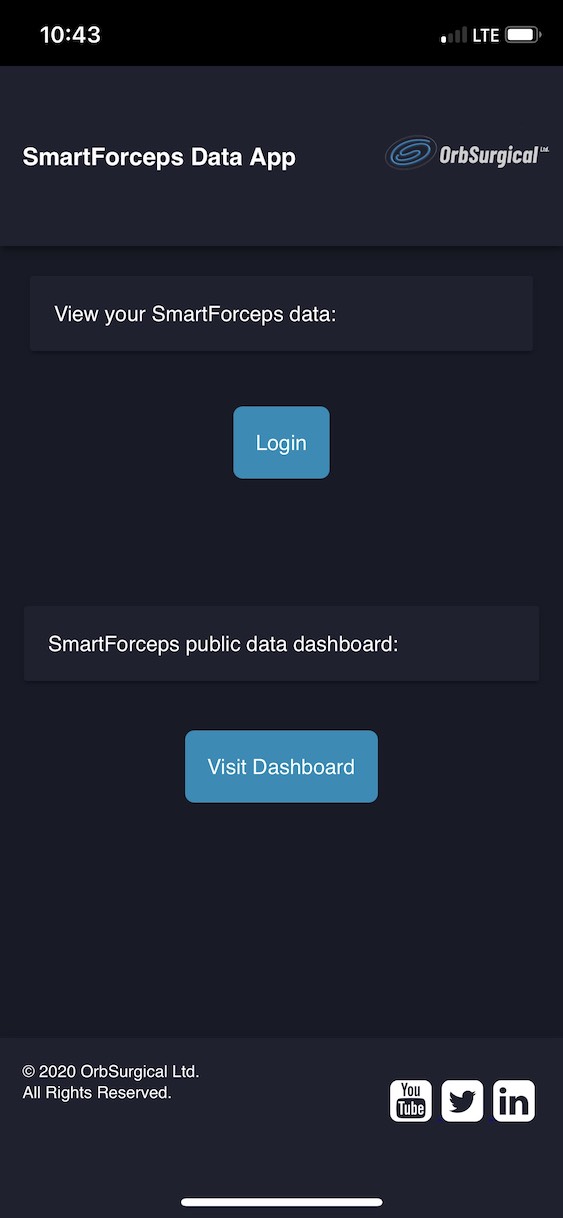 10:43
LTE
SmartForceps Data App
OrbSurgical Ltd.
View your SmartForceps data:
Login
SmartForceps public data dashboard:
Visit Dashboard
© 2020 OrbSurgical Ltd.
All Rights Reserved.
You
Tube
in